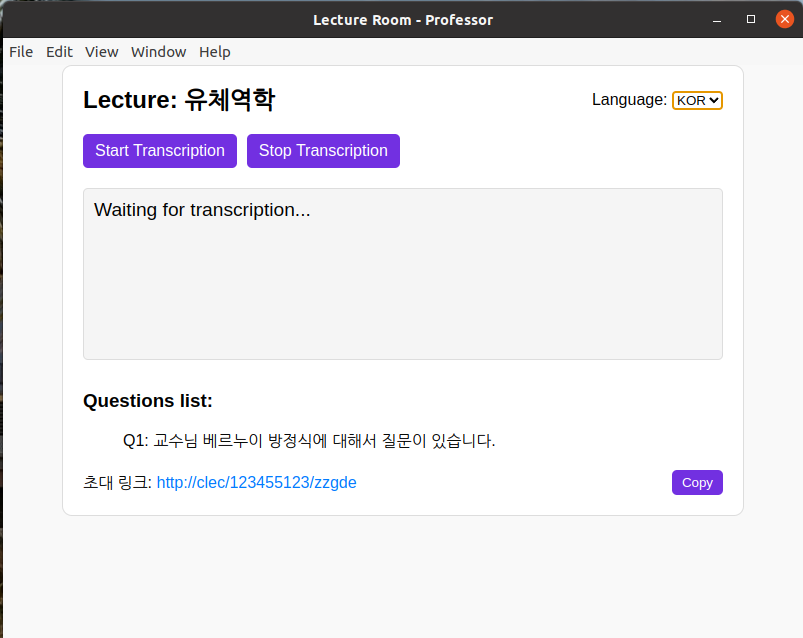 Lecture Room - Professor
File Edit View Window Help
Lecture: 유체역학
Language: KOR
Start Transcription Stop Transcription
Waiting for transcription...
Questions list:
Q1: 교수님 베르누이 방정식에 대해서 질문이 있습니다.
초대 링크: http://clec/123455123/zzgde
Copy